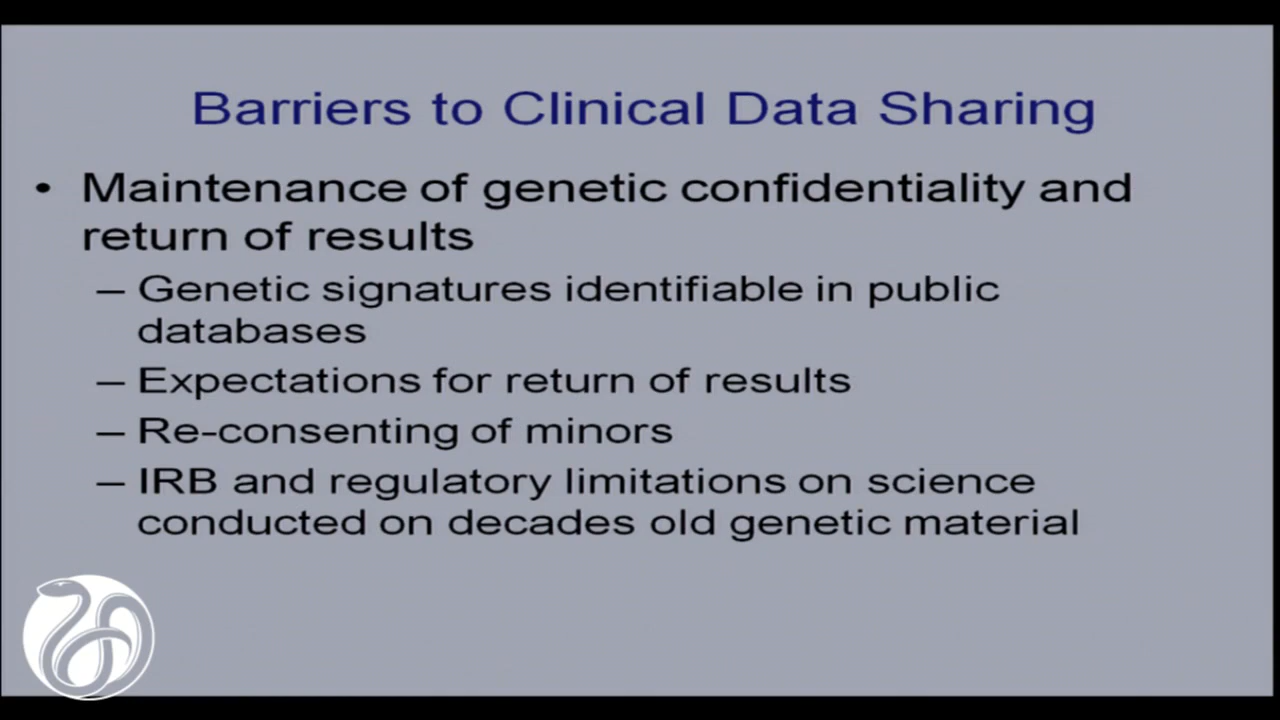 Barriers to Clinical Data Sharing
• Maintenance of genetic confidentiality and
return of results
– Genetic signatures identifiable in public
databases
– Expectations for return of results
– Re-consenting of minors
– IRB and regulatory limitations on science
conducted on decades old genetic material